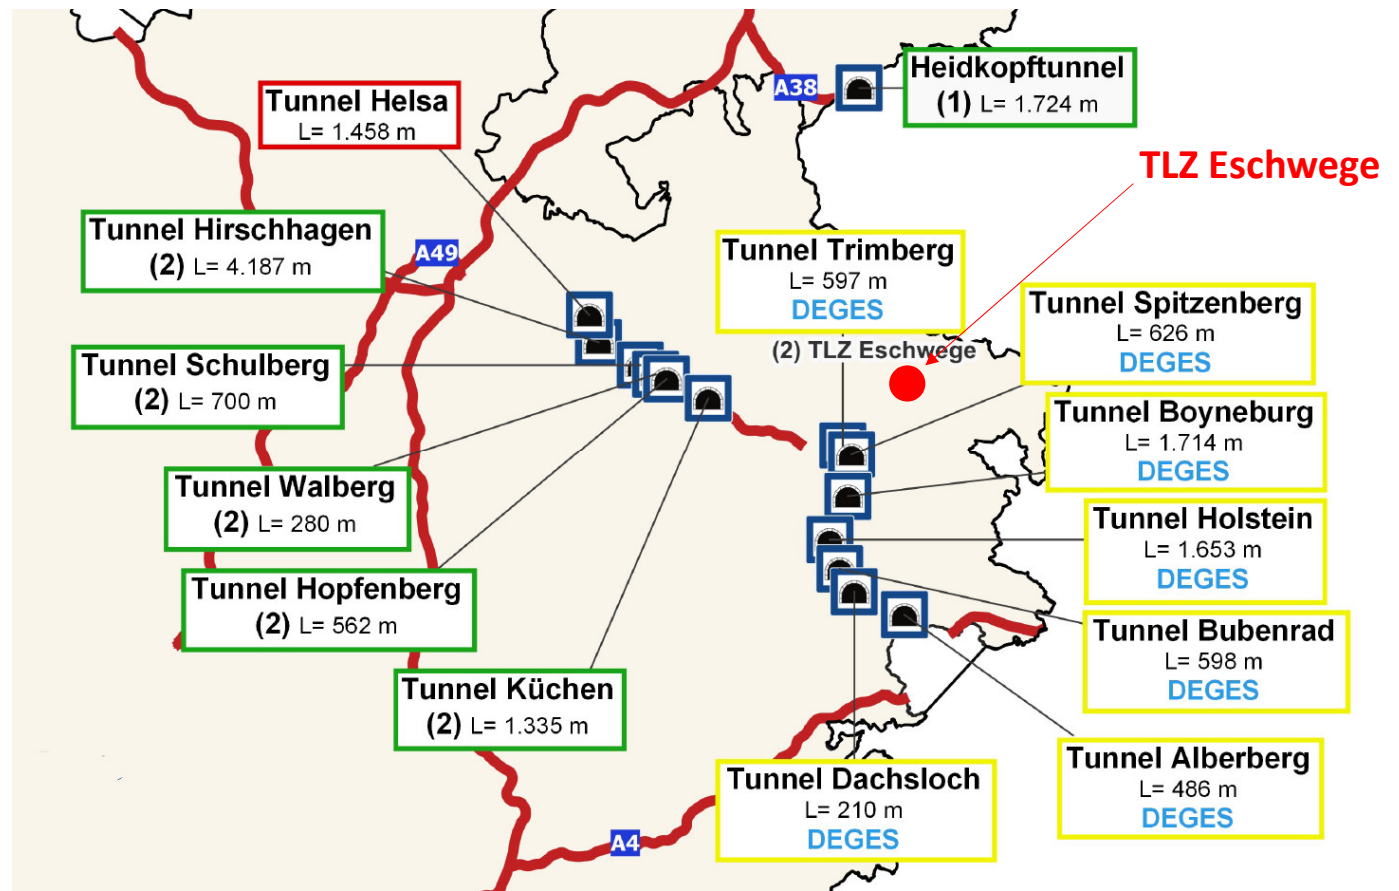 Heidkopftunnel
(1) L= 1.724 m
A38
Tunnel Helsa
L= 1.458 m
TLZ Eschwege
Tunnel Hirschhagen
(2) L= 4.187 m
A49
Tunnel Trimberg
L= 597 m
DEGES
(2) TLZ Eschwege
Tunnel Spitzenberg
L= 626 m
DEGES
Tunnel Schulberg
(2) L= 700 m
Tunnel Boyneburg
L= 1.714 m
DEGES
Tunnel Walberg
(2) L= 280 m
Tunnel Holstein
L= 1.653 m
DEGES
Tunnel Hopfenberg
(2) L= 562 m
Tunnel Bubenrad
L= 598 m
DEGES
Tunnel Küchen
(2) L= 1.335 m
Tunnel Alberberg
L= 486 m
DEGES
Tunnel Dachsloch
L= 210 m
DEGES
A4